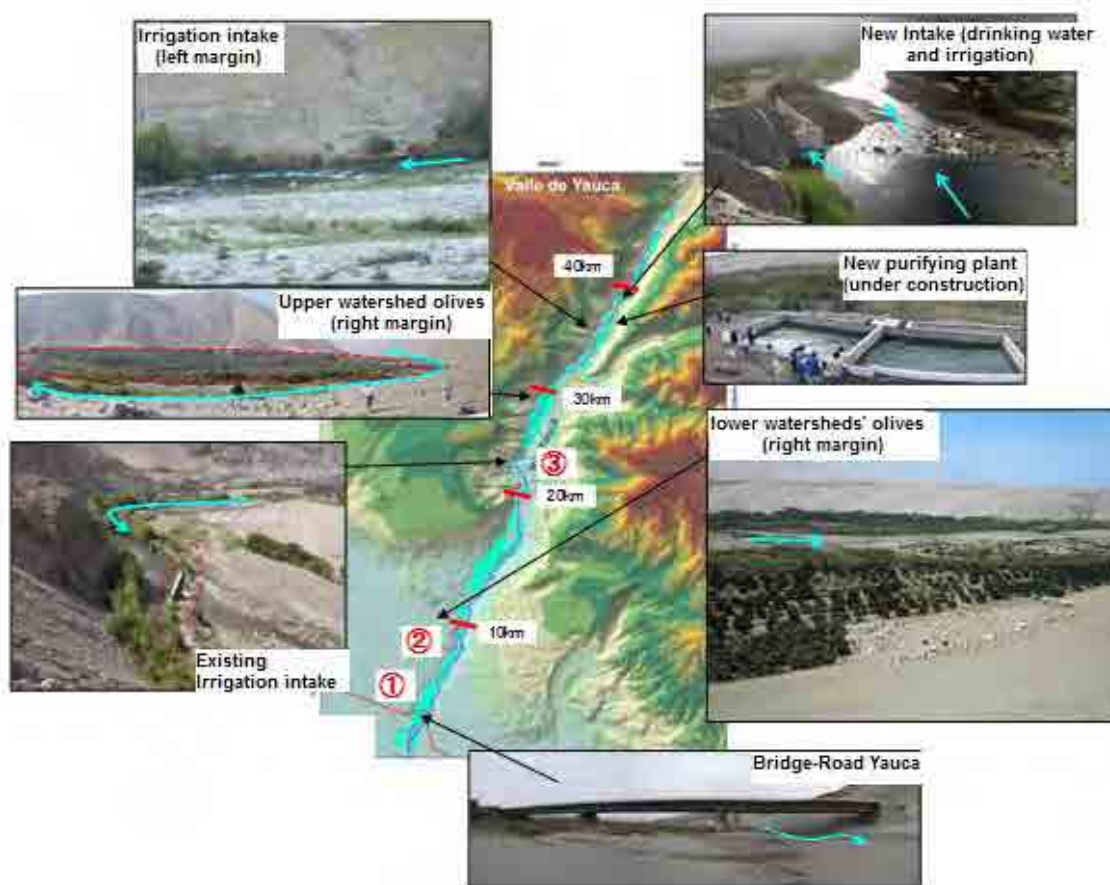 Irrigation intake
(left margin)
New Intake (drinking water
and irrigation)
Valle de Yauca
40km
New purifying plant
(under construction)
Upper watershed olives
(right margin)
30km
lower watersheds' olives
(right margin)
③
20km
②
10km
①
Existing
Irrigation intake
Bridge-Road Yauca